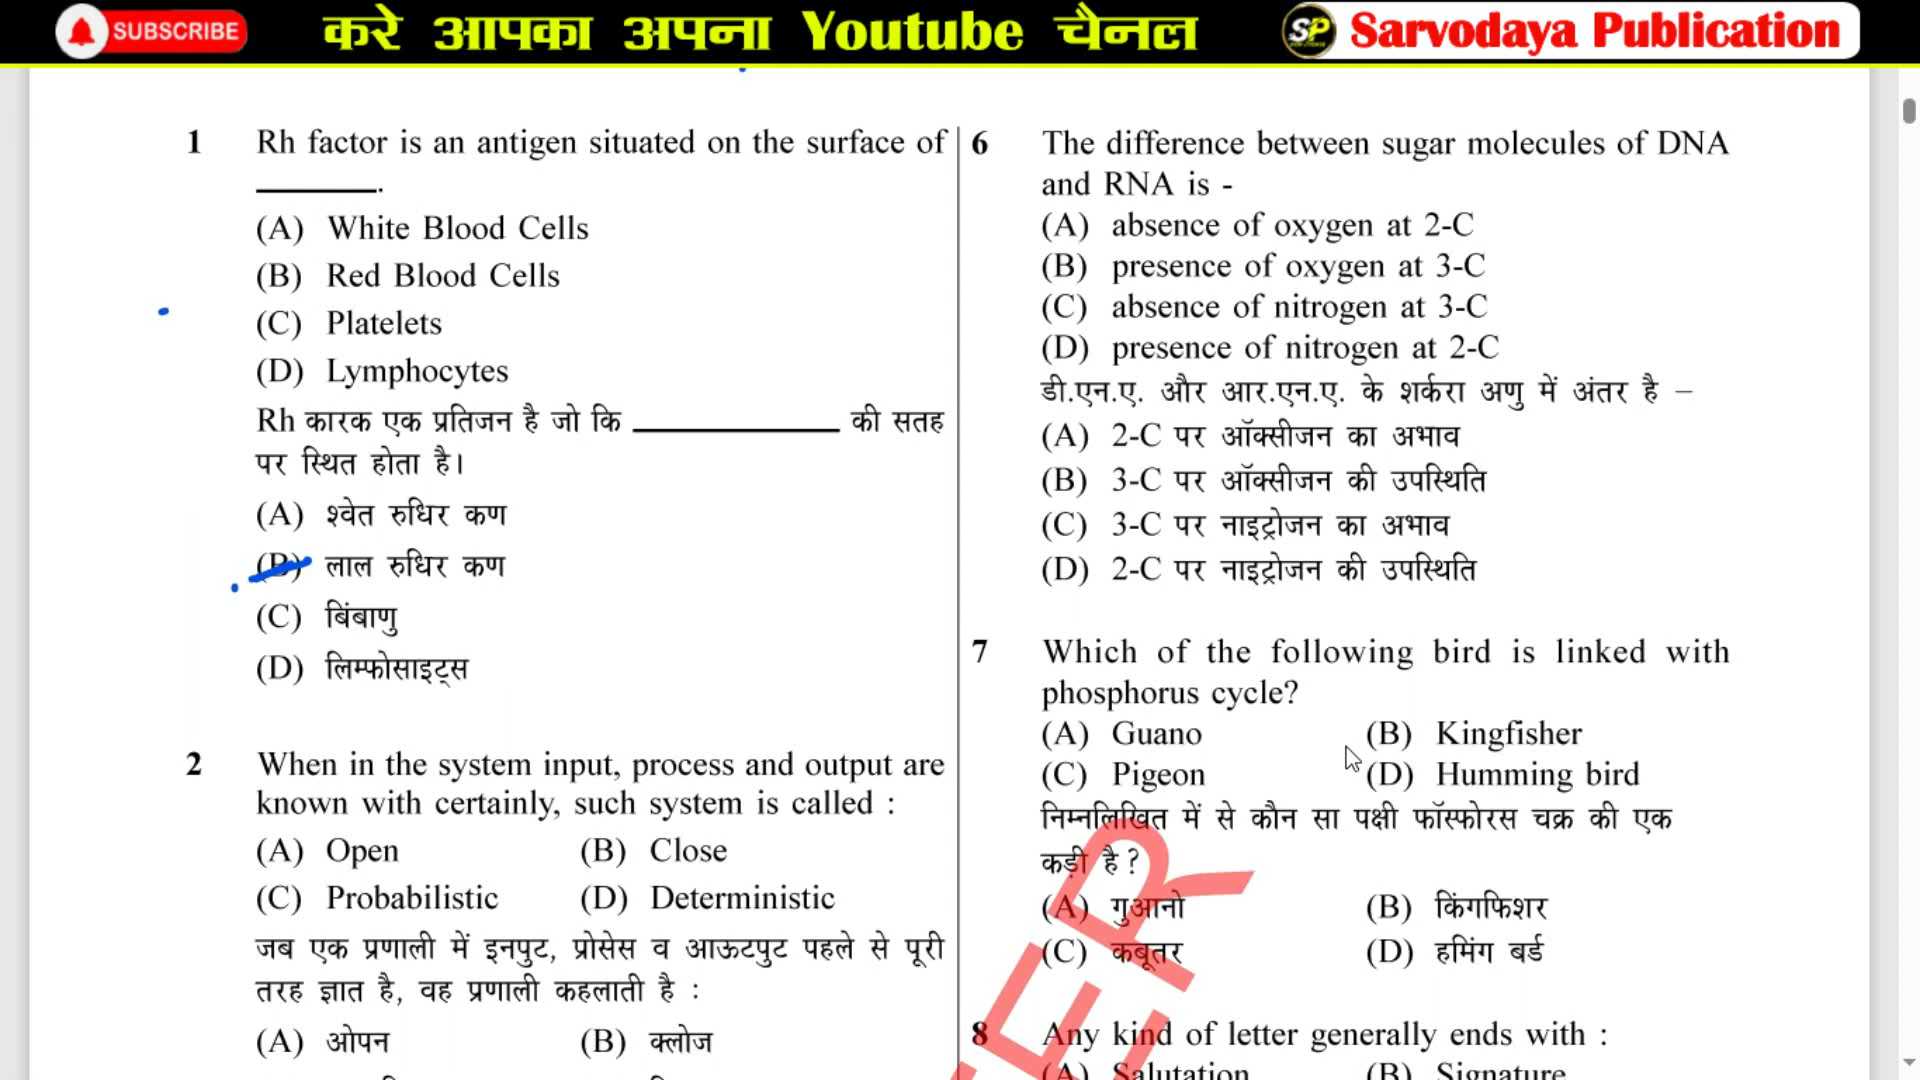 SUBSCRIBE
करे आपका अपना Youtube चैनल
SP
Sarvodaya Publication
1 Rh factor is an antigen situated on the surface of
________.
(A) White Blood Cells
(B) Red Blood Cells
(C) Platelets
(D) Lymphocytes
Rh कारक एक प्रतिजन है जो कि ____________ की सतह
पर स्थित होता है।
(A) श्वेत रुधिर कण
(B) लाल रुधिर कण
(C) बिंबाणु
(D) लिम्फोसाइट्स
2 When in the system input, process and output are
known with certainly, such system is called :
(A) Open (B) Close
(C) Probabilistic (D) Deterministic
जब एक प्रणाली में इनपुट, प्रोसेस व आऊटपुट पहले से पूरी
तरह ज्ञात है, वह प्रणाली कहलाती है :
(A) ओपन (B) क्लोज
6 The difference between sugar molecules of DNA
and RNA is -
(A) absence of oxygen at 2-C
(B) presence of oxygen at 3-C
(C) absence of nitrogen at 3-C
(D) presence of nitrogen at 2-C
डी.एन.ए. और आर.एन.ए. के शर्करा अणु में अंतर है –
(A) 2-C पर ऑक्सीजन का अभाव
(B) 3-C पर ऑक्सीजन की उपस्थिति
(C) 3-C पर नाइट्रोजन का अभाव
(D) 2-C पर नाइट्रोजन की उपस्थिति
7 Which of the following bird is linked with
phosphorus cycle?
(A) Guano (B) Kingfisher
(C) Pigeon (D) Humming bird
निम्नलिखित में से कौन सा पक्षी फॉस्फोरस चक्र की एक
कड़ी है?
(A) गुआनो (B) किंगफिशर
(C) कबूतर (D) हमिंग बर्ड
8 Any kind of letter generally ends with :
(A) Salutation (B) Signature
ER